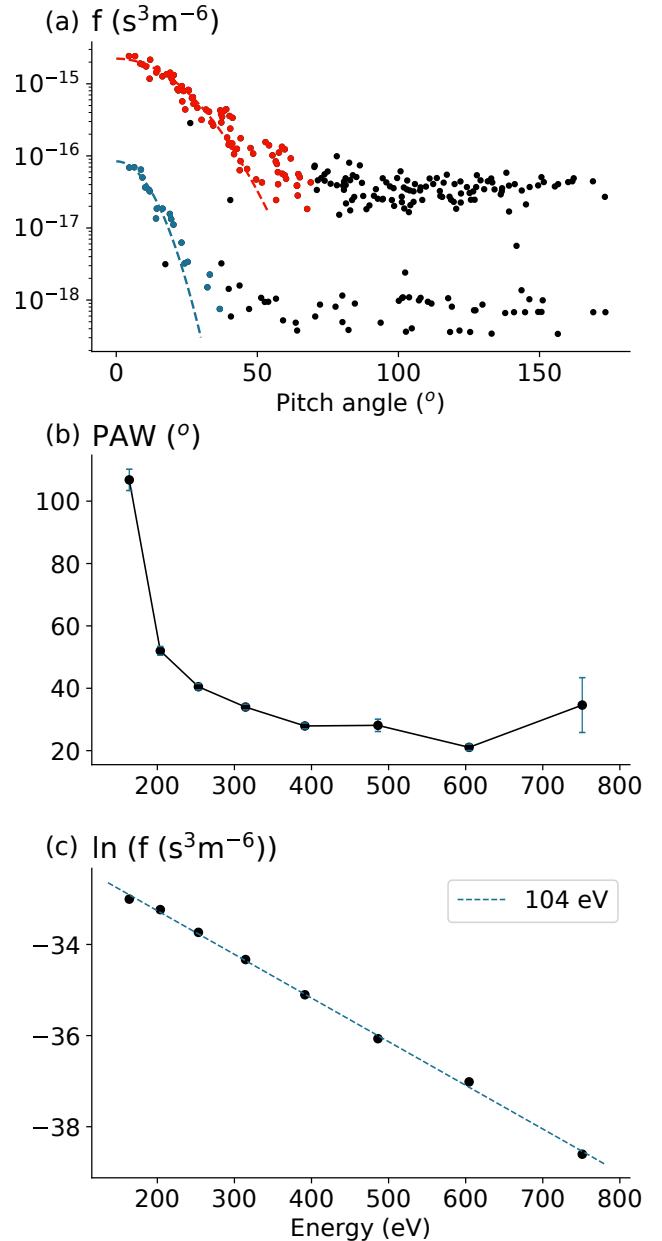 (a) f (s³m⁻⁶)
10⁻¹⁵
10⁻¹⁶
10⁻¹⁷
10⁻¹⁸
0 50 100 150
Pitch angle (°)
(b) PAW (°)
100
80
60
40
20
200 300 400 500 600 700 800
(c) ln (f (s³m⁻⁶))
104 eV
−34
−36
−38
200 300 400 500 600 700 800
Energy (eV)